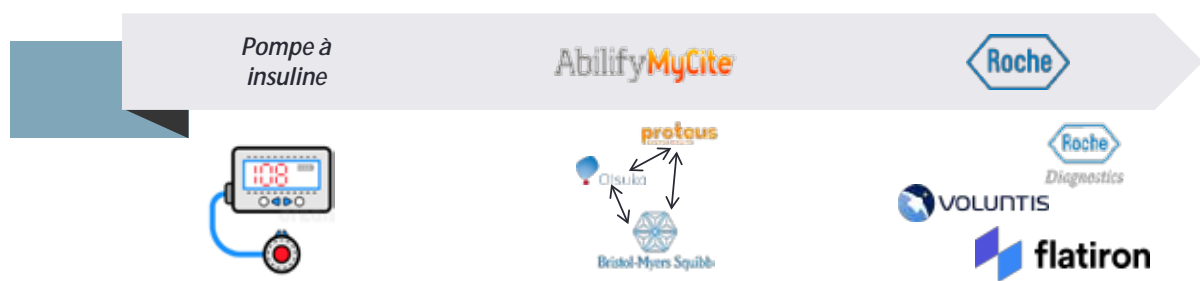 Pompe à
insuline
AbilifyMyCite
Roche
108
proteus
Otsuka
Bristol-Myers Squibb
Roche
Diagnostics
VOLUNTIS
flatiron